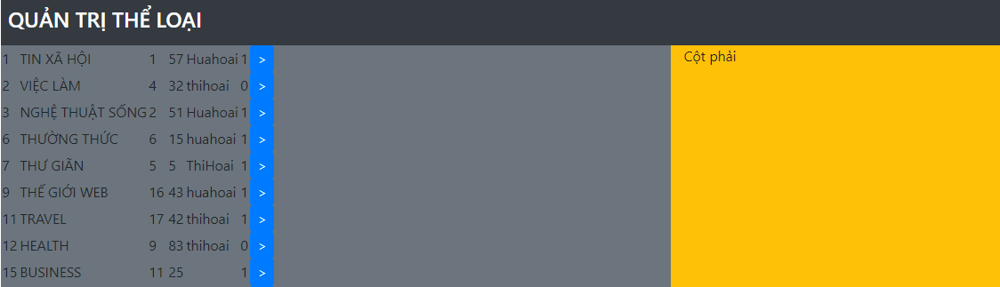 QUẢN TRỊ THỂ LOẠI
1 TIN XÃ HỘI 1 57 Huahoai 1 >
2 VIỆC LÀM 4 32 thihoai 0 >
3 NGHỆ THUẬT SỐNG 2 51 Huahoai 1 >
6 THƯỜNG THỨC 6 15 huahoai 1 >
7 THƯ GIÃN 5 5 ThiHoai 1 >
9 THẾ GIỚI WEB 16 43 huahoai 1 >
11 TRAVEL 17 42 thihoai 1 >
12 HEALTH 9 83 thihoai 0 >
15 BUSINESS 11 25 1 >
Cột phải